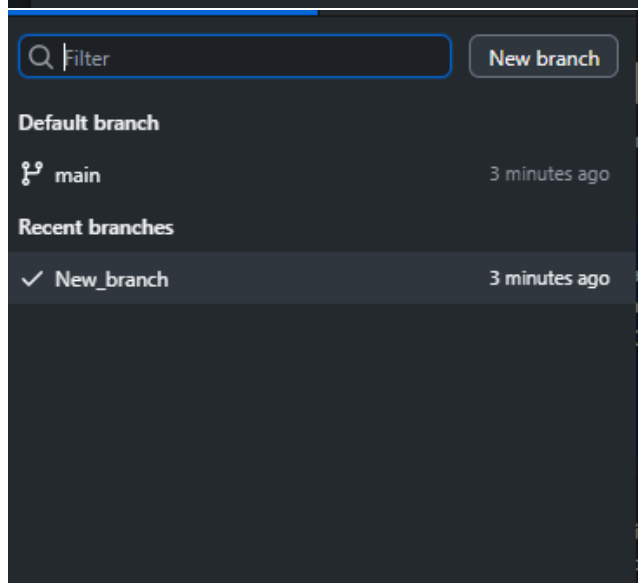 Filter
New branch
Default branch
main 3 minutes ago
Recent branches
New_branch 3 minutes ago